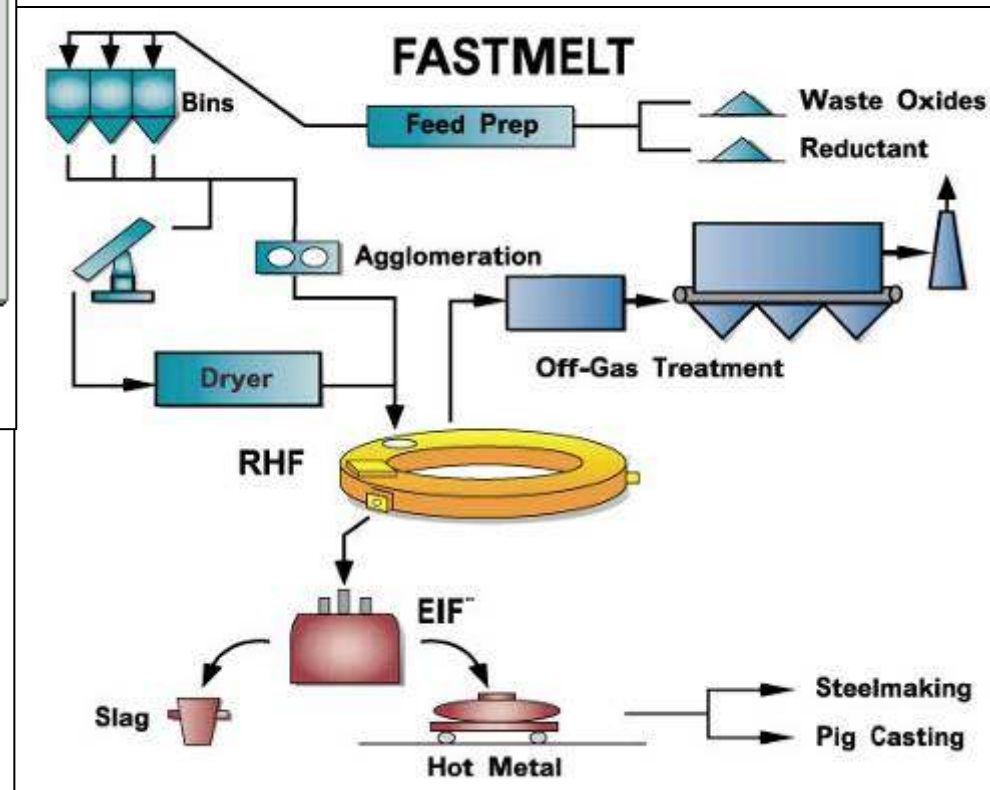 FASTMELT
Bins
Feed Prep
Waste Oxides
Reductant
Agglomeration
Off-Gas Treatment
Dryer
RHF
EIF™
Slag
Hot Metal
Steelmaking
Pig Casting